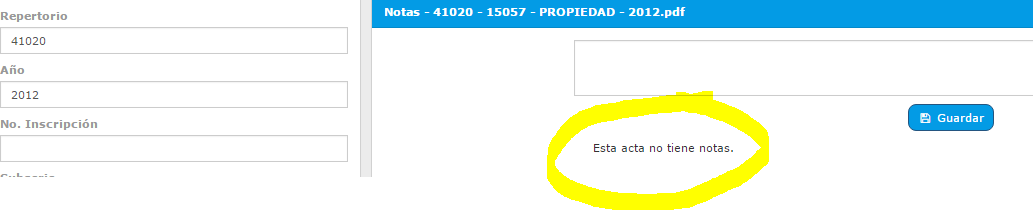 Repertorio
41020
Año
2012
No. Inscripción
Notas - 41020 - 15057 - PROPIEDAD - 2012.pdf
Guardar
Esta acta no tiene notas.